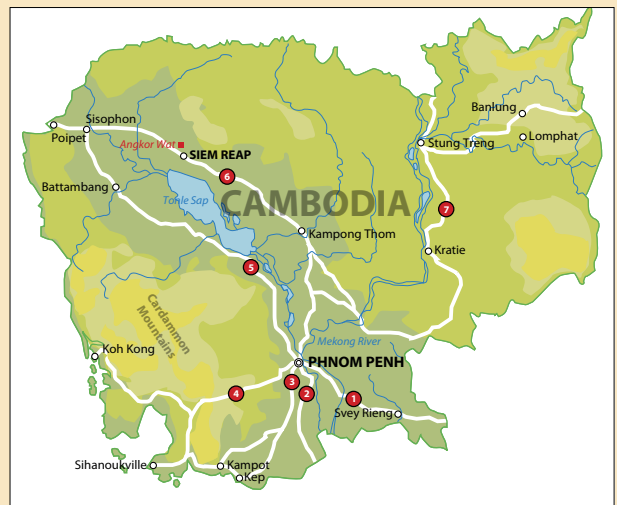 Banlung
Sisophon
Poipet
Angkor Wat
Stung Treng
Lomphat
SIEM REAP
6
Battambang
Tonle Sap
CAMBODIA
7
Kampong Thom
Kratie
5
Cardammon
Mountains
Mekong River
Koh Kong
PHNOM PENH
3
4
2
1
Svey Rieng
Sihanoukville
Kampot
Kep